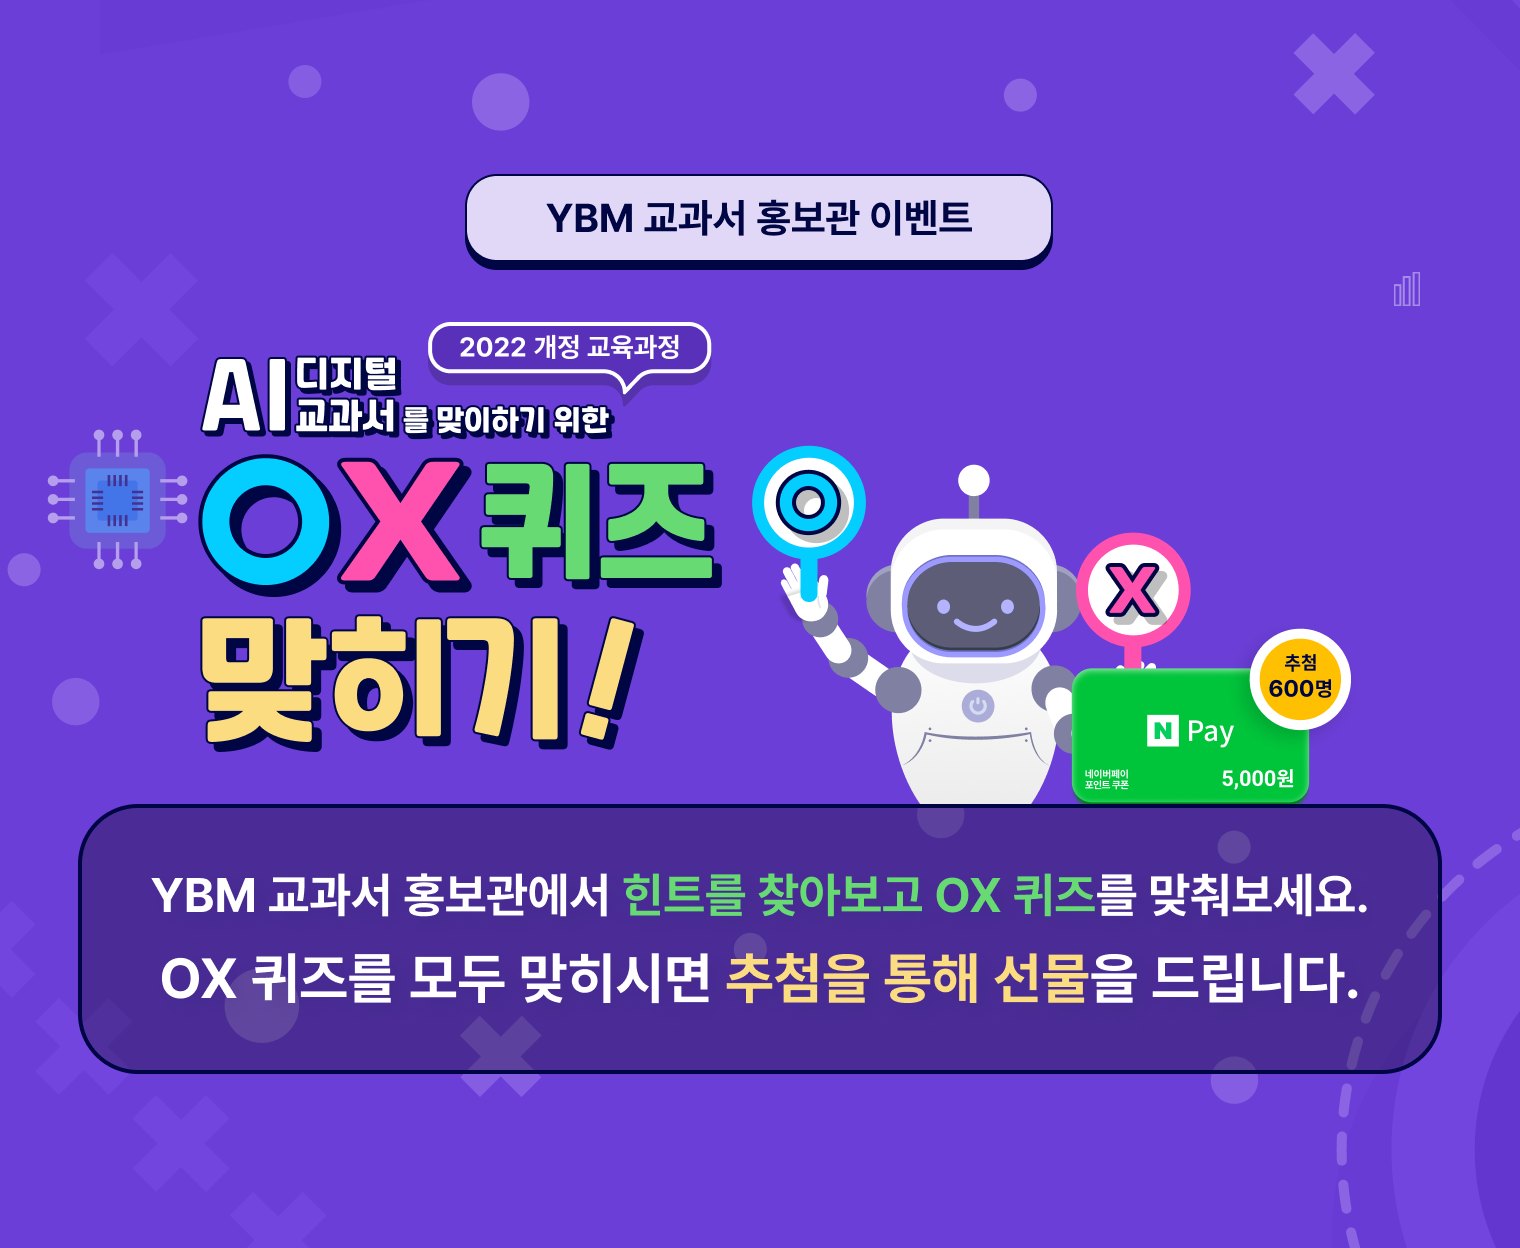 YBM 교과서 홍보관 이벤트
2022 개정 교육과정
AI 디지털
교과서 를 맞이하기 위한
OX 퀴즈
맞히기!
O
X
추첨
600명
N Pay
네이버페이
포인트 쿠폰
5,000원
YBM 교과서 홍보관에서 힌트를 찾아보고 OX 퀴즈를 맞춰보세요.
OX 퀴즈를 모두 맞히시면 추첨을 통해 선물을 드립니다.